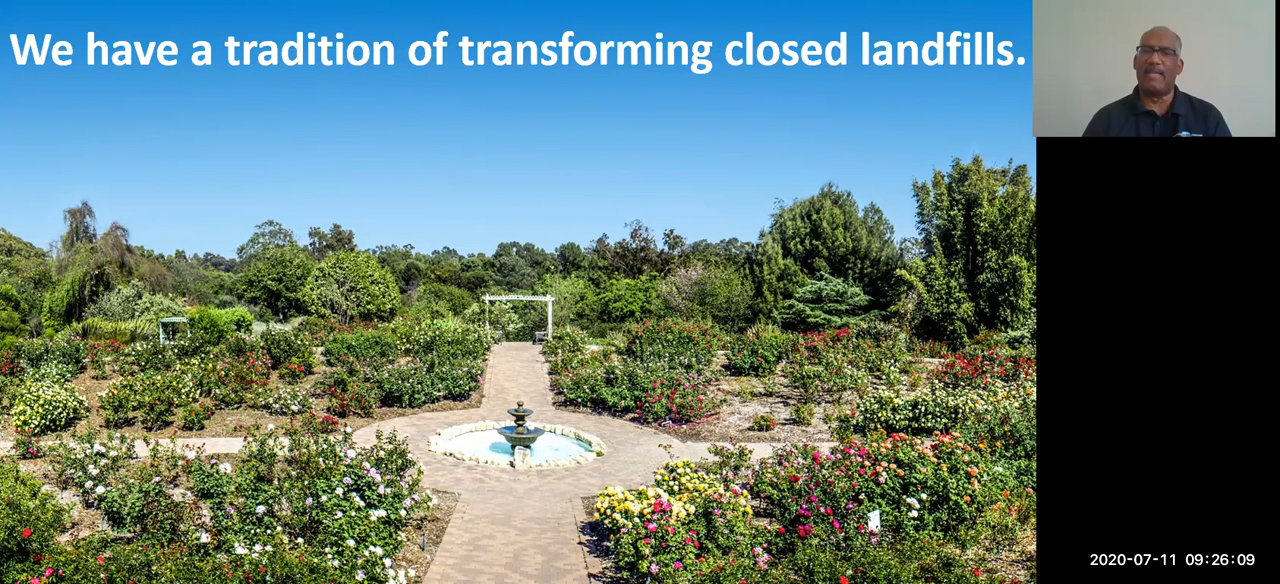 We have a tradition of transforming closed landfills.
2020-07-11 09:26:09